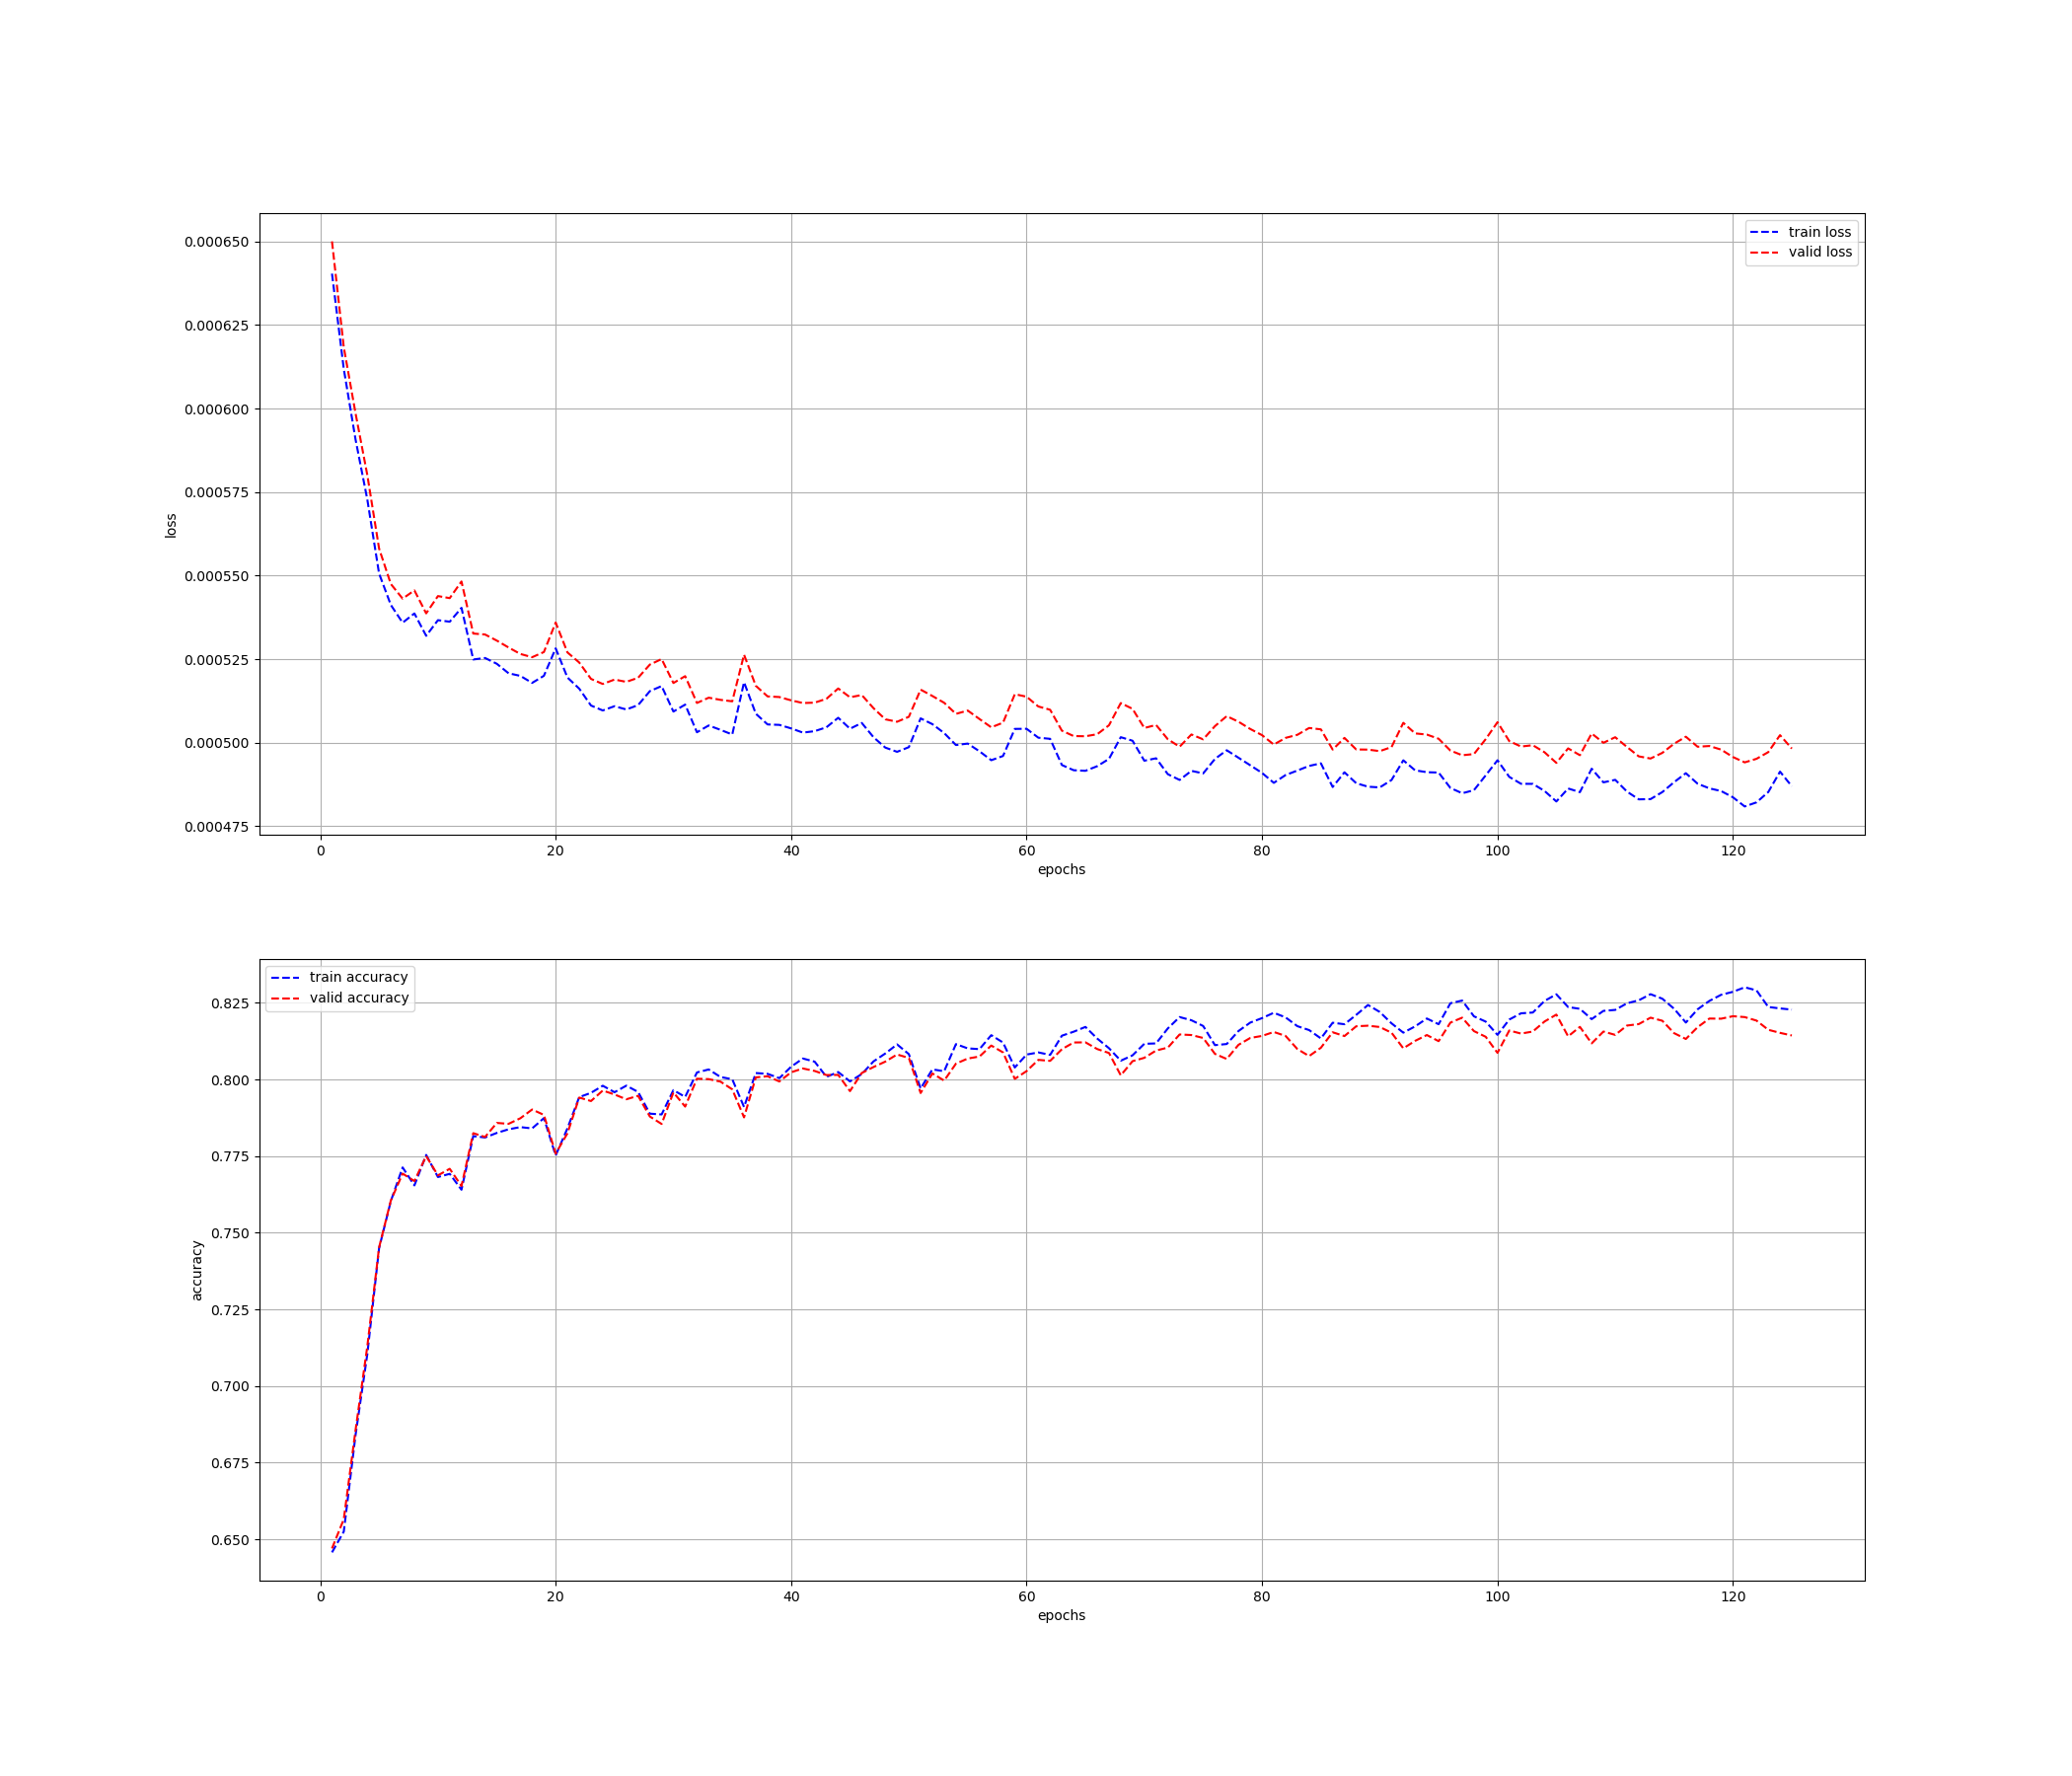 train loss
valid loss
0.000650
0.000625
0.000600
0.000575
0.000550
0.000525
0.000500
0.000475
loss
0 20 40 60 80 100 120
epochs
train accuracy
valid accuracy
0.825
0.800
0.775
0.750
0.725
0.700
0.675
0.650
accuracy
0 20 40 60 80 100 120
epochs